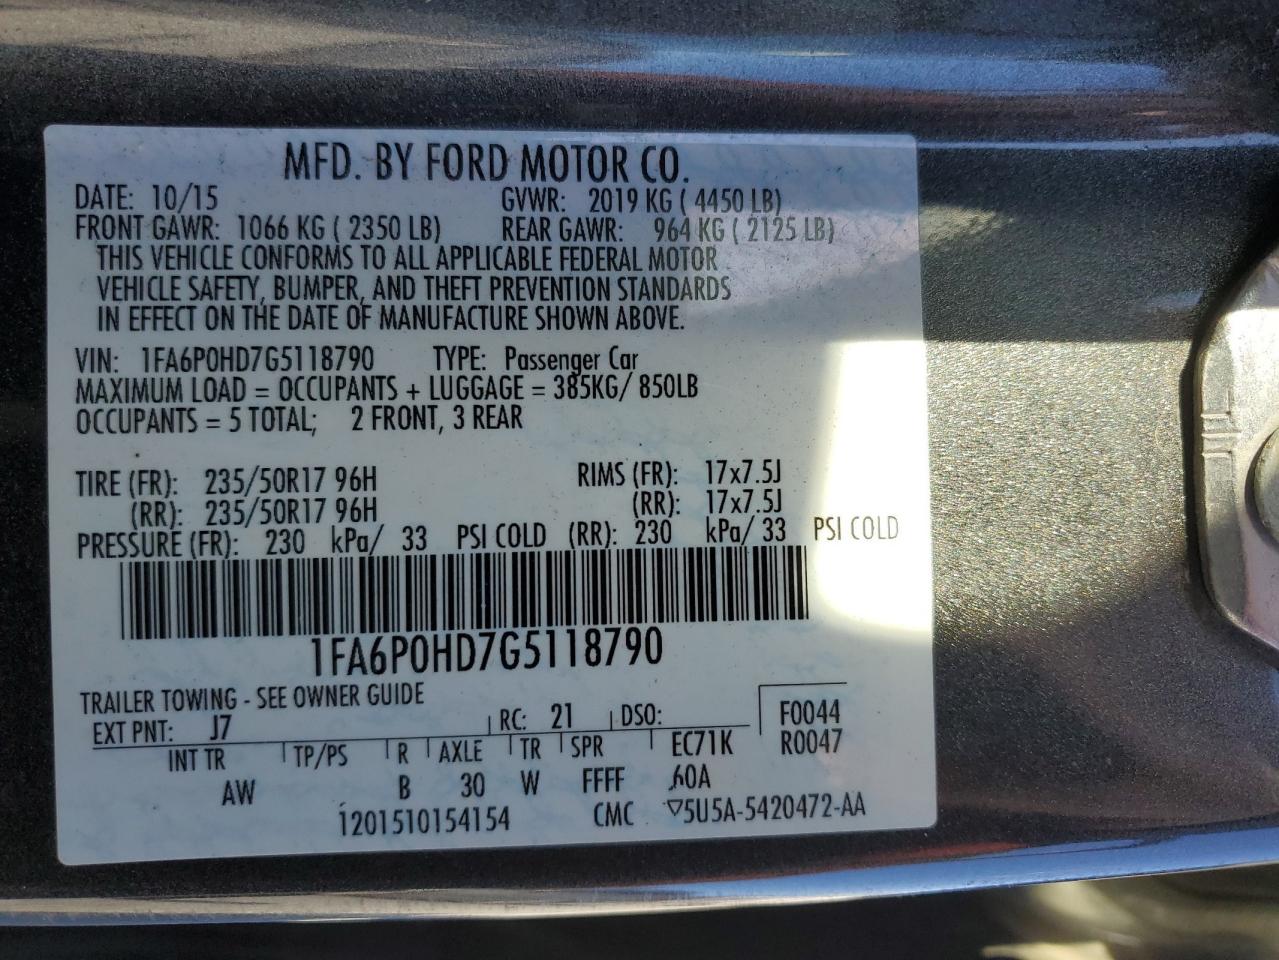 MFD. BY FORD MOTOR CO.
DATE: 10/15 GVWR: 2019 KG ( 4450 LB)
FRONT GAWR: 1066 KG ( 2350 LB) REAR GAWR: 964 KG ( 2125 LB)
THIS VEHICLE CONFORMS TO ALL APPLICABLE FEDERAL MOTOR
VEHICLE SAFETY, BUMPER, AND THEFT PREVENTION STANDARDS
IN EFFECT ON THE DATE OF MANUFACTURE SHOWN ABOVE.
VIN: 1FA6P0HD7G5118790 TYPE: Passenger Car
MAXIMUM LOAD = OCCUPANTS + LUGGAGE = 385KG/ 850LB
OCCUPANTS = 5 TOTAL; 2 FRONT, 3 REAR
TIRE (FR): 235/50R17 96H RIMS (FR): 17x7.5J
(RR): 235/50R17 96H (RR): 17x7.5J
PRESSURE (FR): 230 kPa/ 33 PSI COLD (RR): 230 kPa/ 33 PSI COLD
1FA6P0HD7G5118790
TRAILER TOWING - SEE OWNER GUIDE
EXT PNT: J7 RC: 21 DSO: F0044
INT TR TP/PS R AXLE TR SPR EC71K R0047
AW B 30 W FFFF 60A
1201510154154 CMC ▽5U5A-5420472-AA